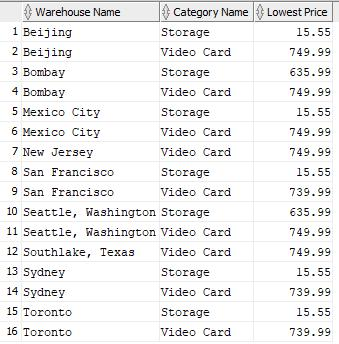 Warehouse Name Category Name Lowest Price
1 Beijing Storage 15.55
2 Beijing Video Card 749.99
3 Bombay Storage 635.99
4 Bombay Video Card 749.99
5 Mexico City Storage 15.55
6 Mexico City Video Card 749.99
7 New Jersey Video Card 749.99
8 San Francisco Storage 15.55
9 San Francisco Video Card 739.99
10 Seattle, Washington Storage 635.99
11 Seattle, Washington Video Card 749.99
12 Southlake, Texas Video Card 749.99
13 Sydney Storage 15.55
14 Sydney Video Card 739.99
15 Toronto Storage 15.55
16 Toronto Video Card 739.99